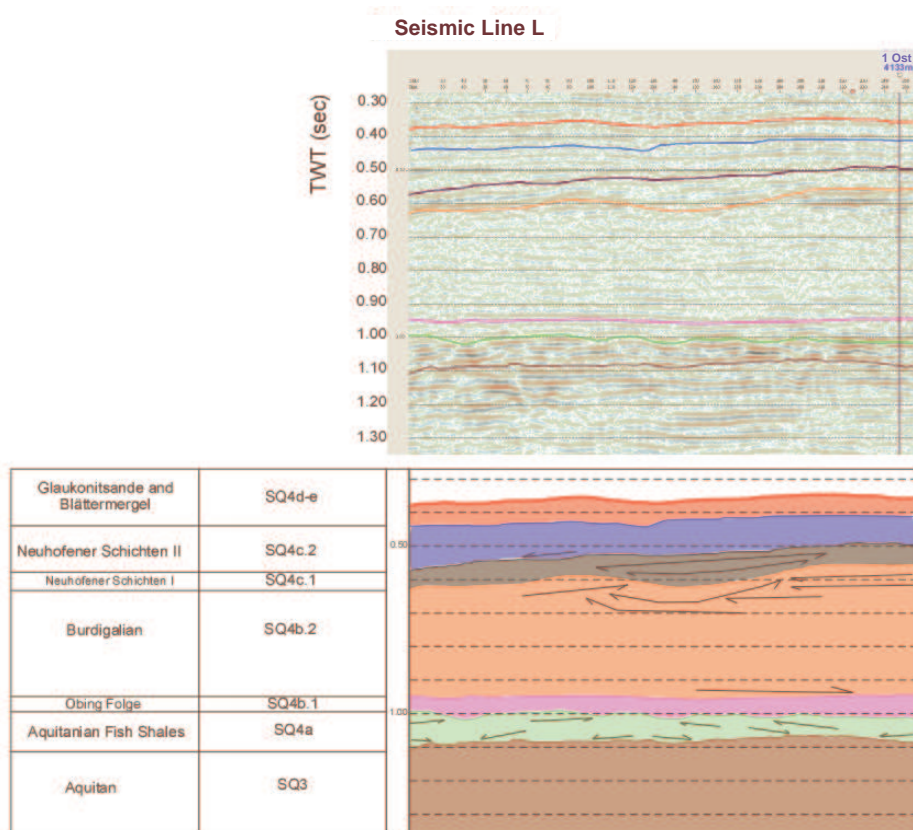 Seismic Line L
1 Ost
4133m
TWT (sec)
0.30
0.40
0.50
0.60
0.70
0.80
0.90
1.00
1.10
1.20
1.30
Glaukonitsande and
Blättermergel
SQ4d-e
Neuhofener Schichten II
SQ4c.2
Neuhofener Schichten I
SQ4c.1
Burdigalian
SQ4b.2
Obing Folge
SQ4b.1
Aquitanian Fish Shales
SQ4a
Aquitan
SQ3
0.50
1.00